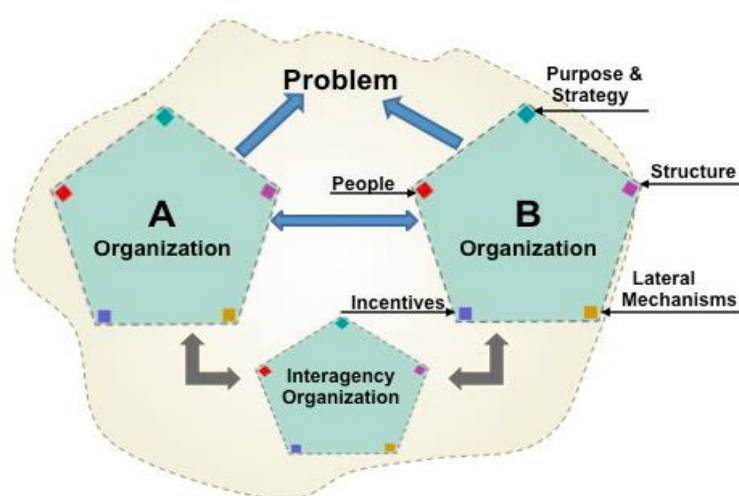 Problem
Purpose &
Strategy
People
Structure
A
Organization
B
Organization
Incentives
Lateral
Mechanisms
Interagency
Organization